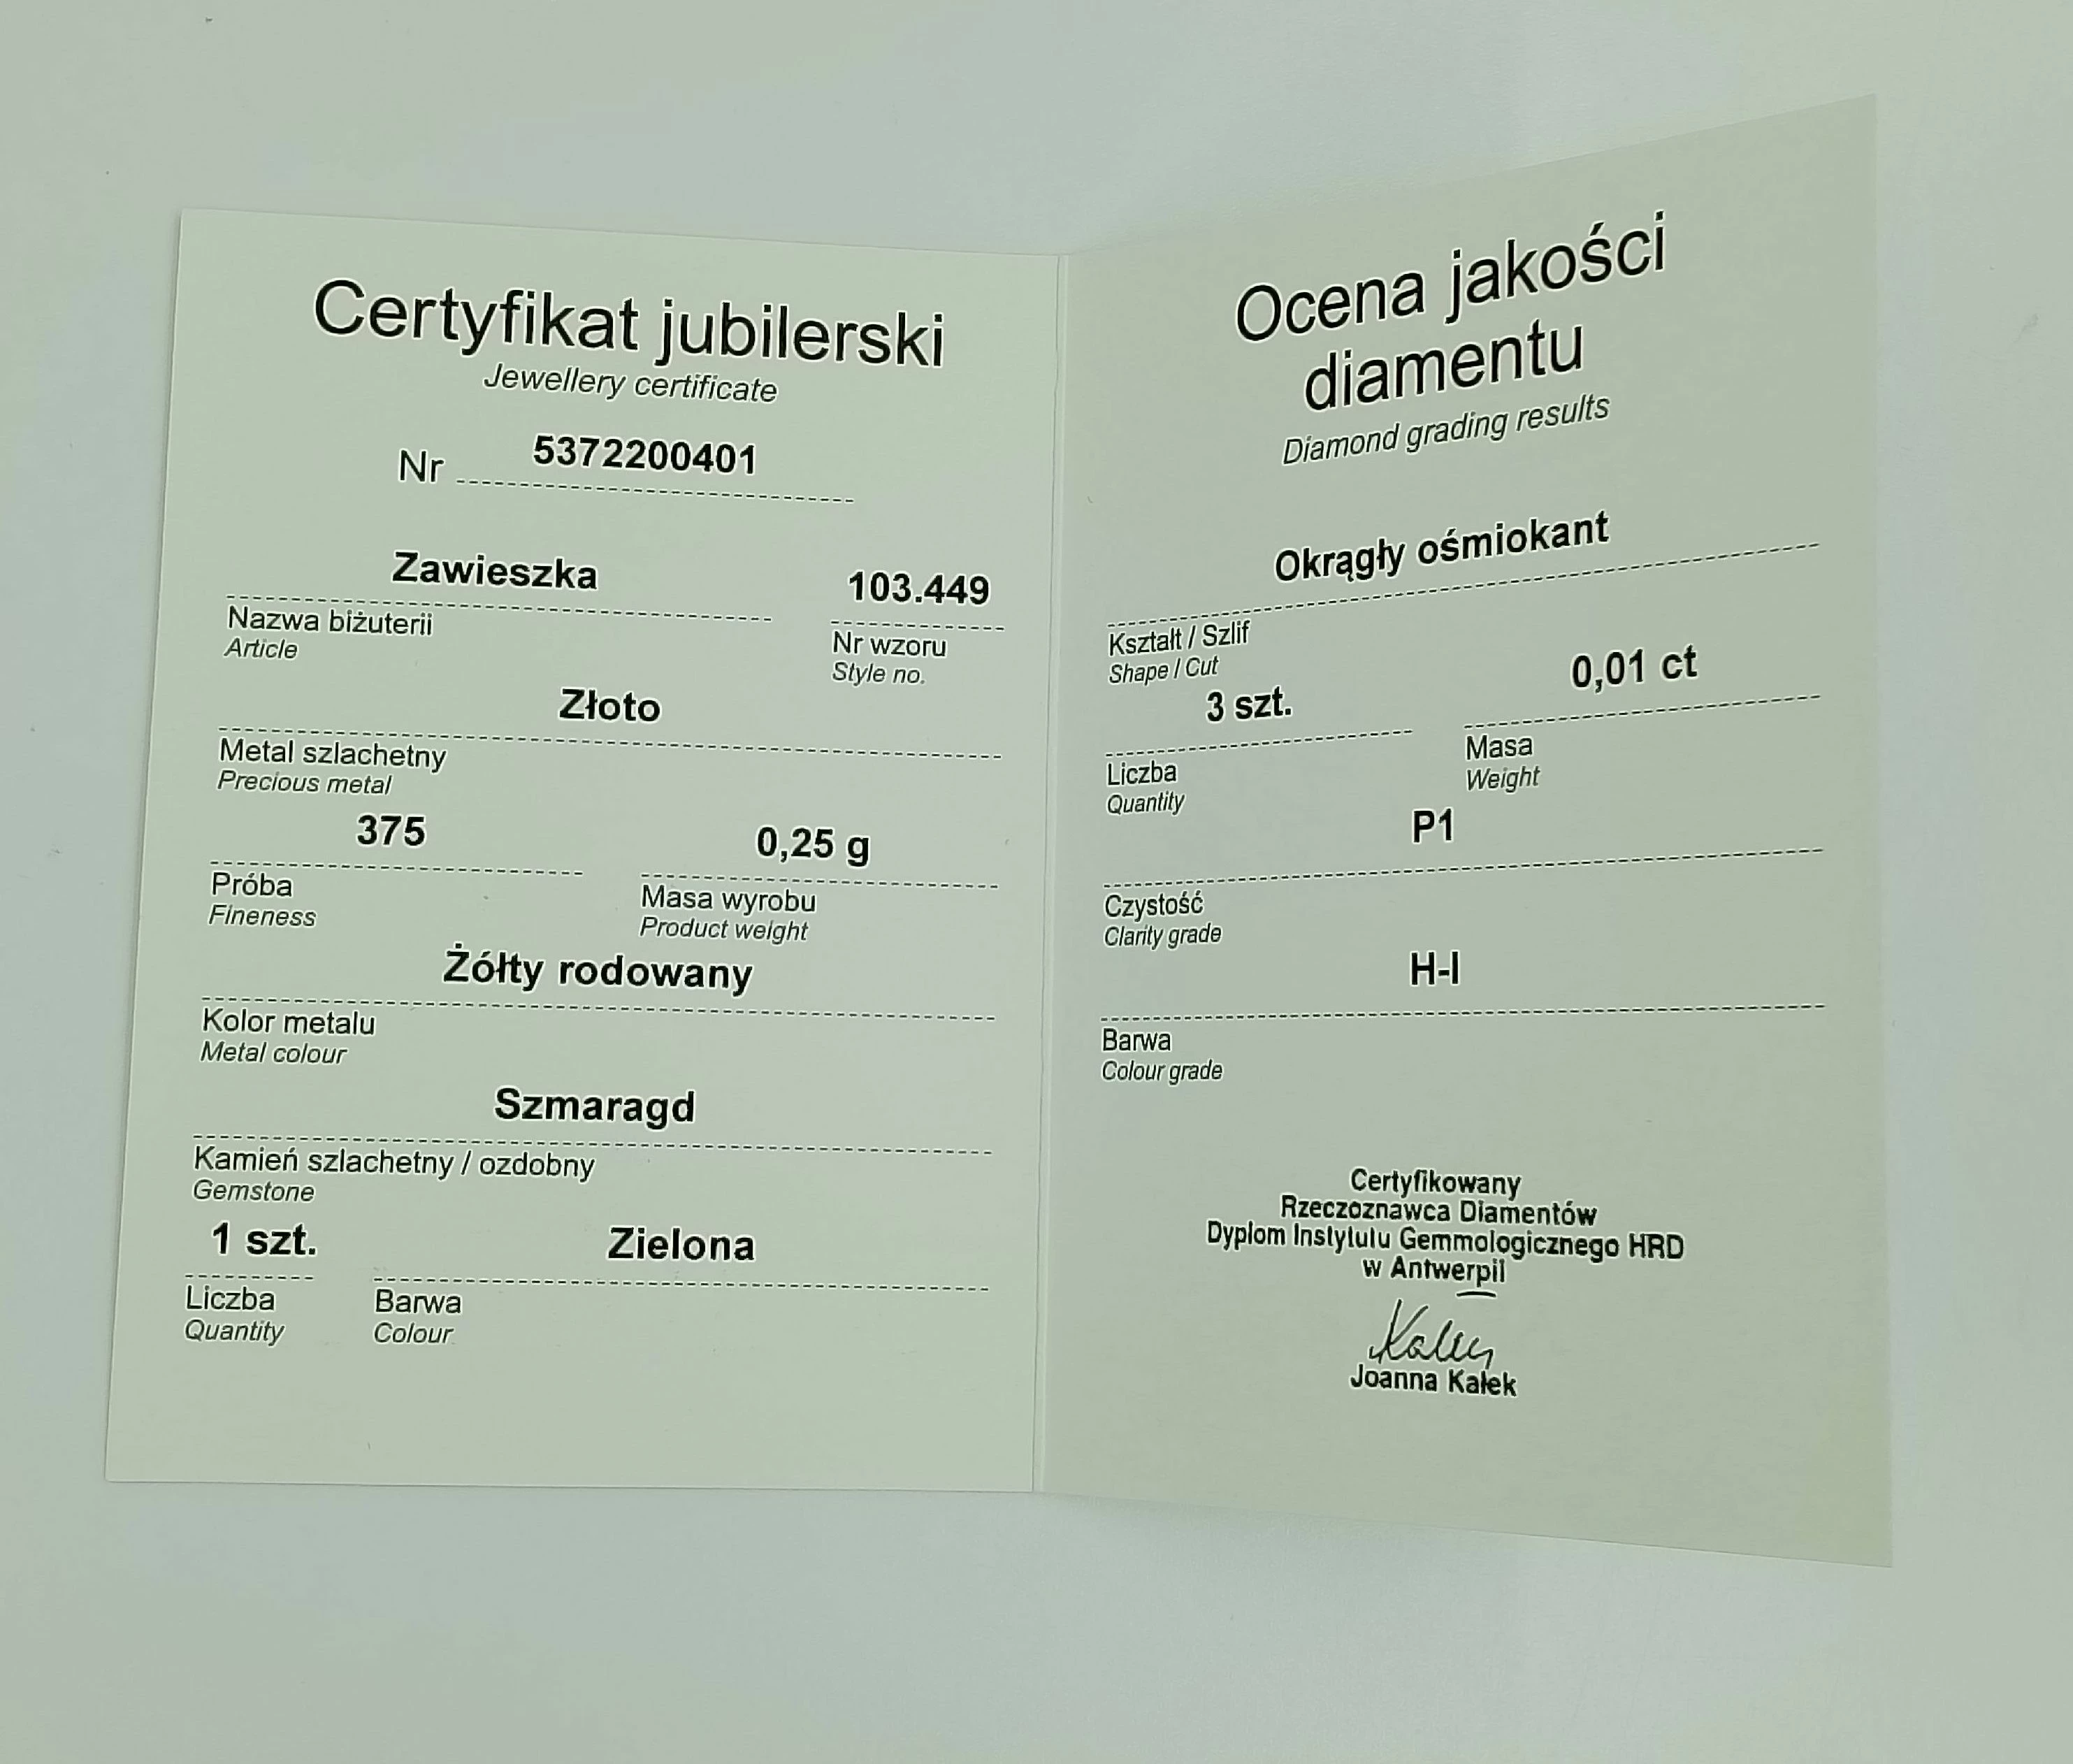 Certyfikat jubilerski
Jewellery certificate
Nr 5372200401
Zawieszka 103.449
Nazwa biżuterii Nr wzoru
Article Style no.
Złoto
Metal szlachetny
Precious metal
375 0,25 g
Próba Masa wyrobu
Fineness Product weight
Żółty rodowany
Kolor metalu
Metal colour
Szmaragd
Kamień szlachetny / ozdobny
Gemstone
1 szt. Zielona
Liczba Barwa
Quantity Colour
Ocena jakości
diamentu
Diamond grading results
Okrągły ośmiokant
Kształt / Szlif
Shape / Cut
3 szt. 0,01 ct
Liczba Masa
Quantity Weight
P1
Czystość
Clarity grade
H-I
Barwa
Colour grade
Certyfikowany
Rzeczoznawca Diamentów
Dyplom Instytutu Gemmologicznego HRD
w Antwerpii
Joanna Kałek